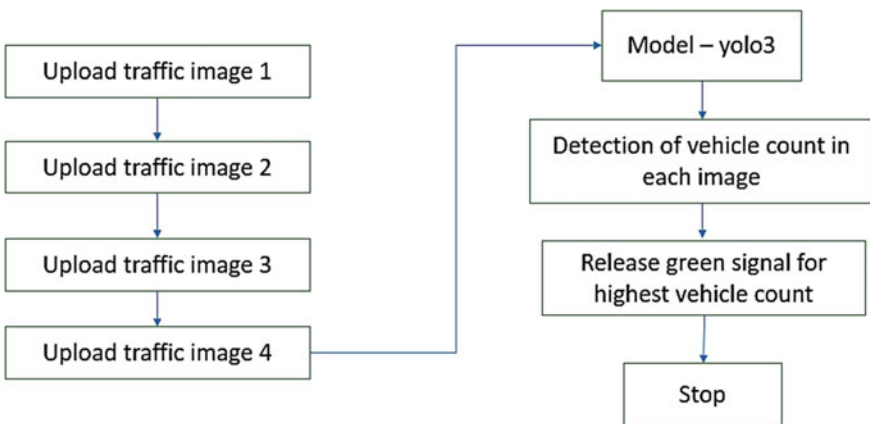 Upload traffic image 1
Upload traffic image 2
Upload traffic image 3
Upload traffic image 4
Model – yolo3
Detection of vehicle count in
each image
Release green signal for
highest vehicle count
Stop